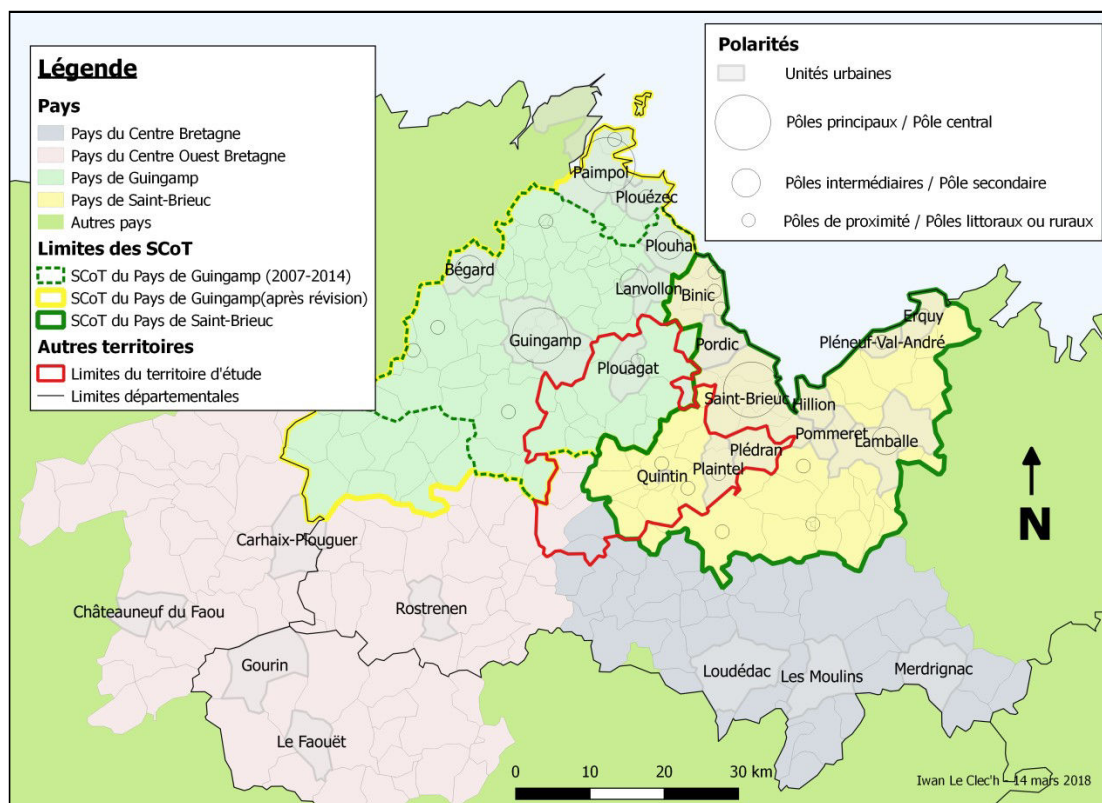 Légende
Pays
Pays du Centre Bretagne
Pays du Centre Ouest Bretagne
Pays de Guingamp
Pays de Saint-Brieuc
Autres pays
Limites des SCoT
SCoT du Pays de Guingamp (2007-2014)
SCoT du Pays de Guingamp(après révision)
SCoT du Pays de Saint-Brieuc
Autres territoires
Limites du territoire d'étude
Limites départementales
Polarités
Unités urbaines
Pôles principaux / Pôle central
Pôles intermédiaires / Pôle secondaire
Pôles de proximité / Pôles littoraux ou ruraux
Paimpol
Plouézec
Plouha
Bégard
Lanvollon
Binic
Erquy
Guingamp
Pordic
Pléneuf-Val-André
Plouagat
Saint-Brieuc
Hillion
Pommeret
Lamballe
Plédran
Quintin
Plaintel
N
Carhaix-Plouguer
Châteauneuf du Faou
Rostrenen
Gourin
Loudédac
Les Moulins
Merdrignac
Le Faouët
0 10 20 30 km
Iwan Le Clec'h - 14 mars 2018